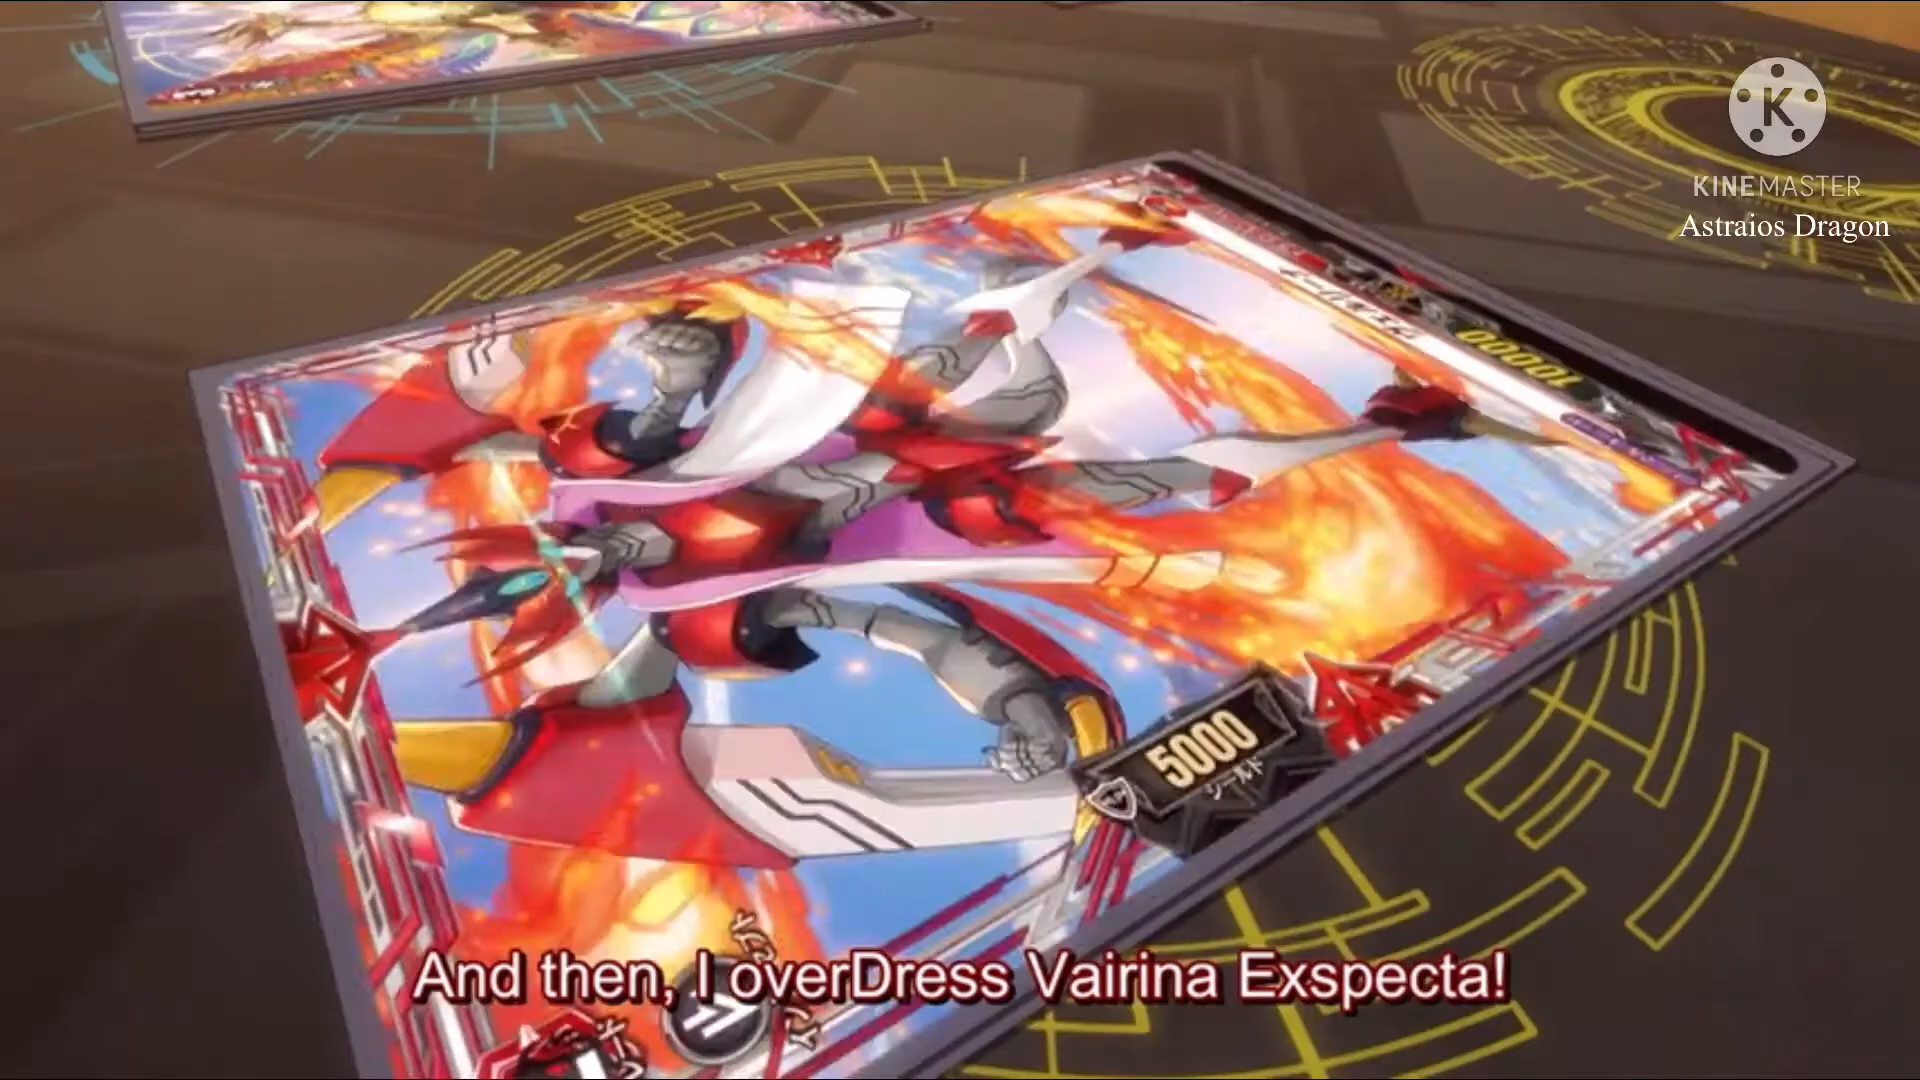 KINEMASTER
Astraios Dragon
10000
5000
シールド
And then, I overDress Vairina Exspecta!